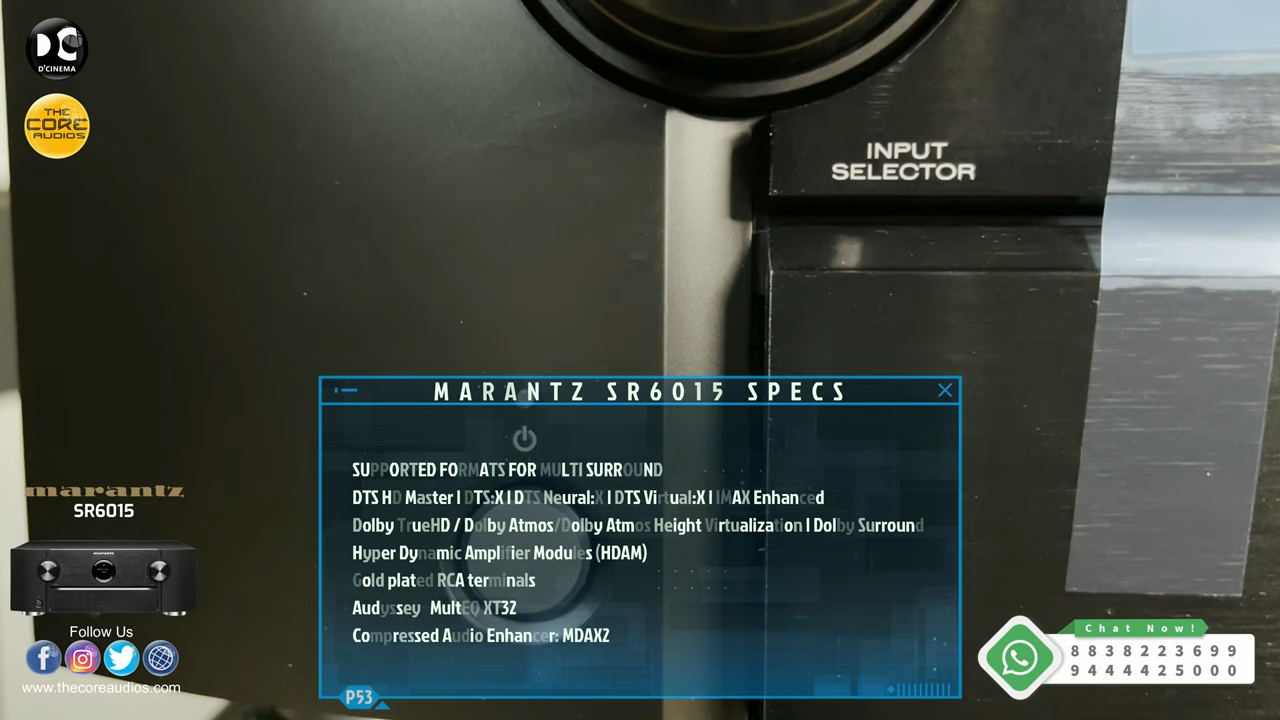 DC
D'CINEMA
THE
CORE
AUDIOS
INPUT
SELECTOR
MARANTZ SR6015 SPECS
SUPPORTED FORMATS FOR MULTI SURROUND
DTS HD Master | DTS:X | DTS Neural:X | DTS Virtual:X | IMAX Enhanced
Dolby TrueHD / Dolby Atmos/Dolby Atmos Height Virtualization | Dolby Surround
Hyper Dynamic Amplifier Modules (HDAM)
Gold plated RCA terminals
Audyssey MultEQ XT32
Compressed Audio Enhancer: MDAX2
P53
marantz
SR6015
marantz
Follow Us
www.thecoreaudios.com
Chat Now!
8838223699
9444425000